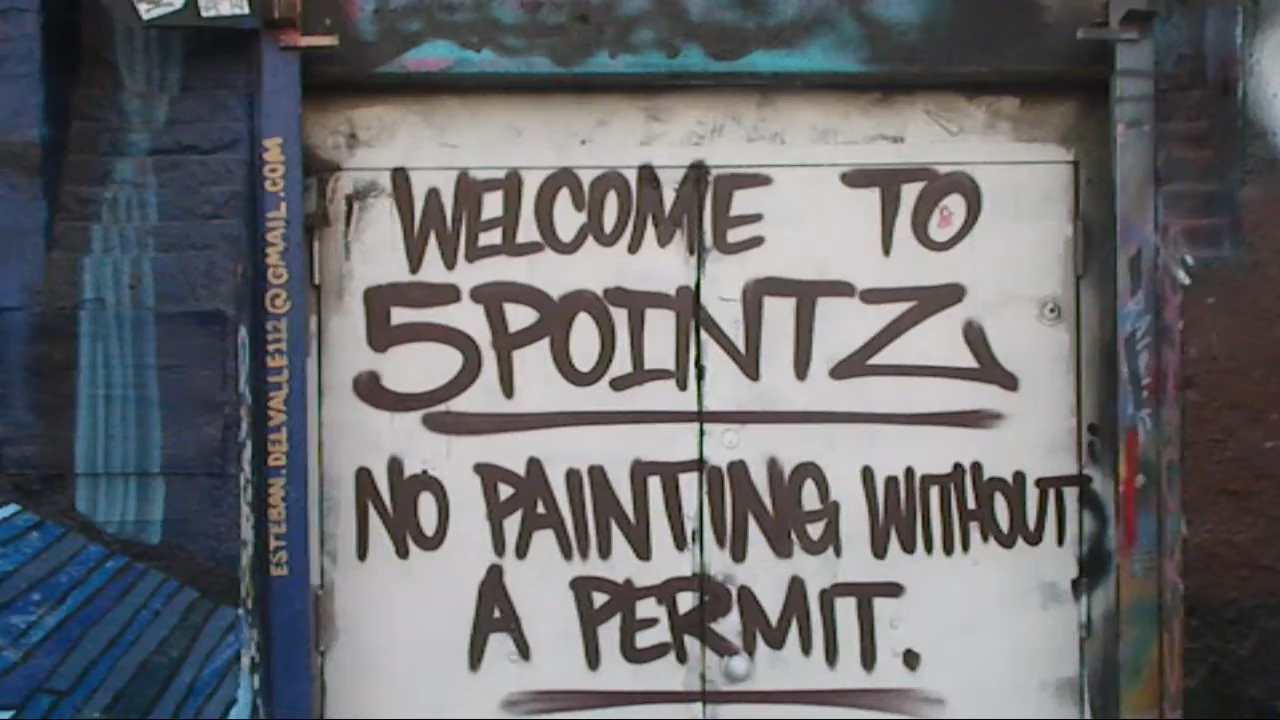 WELCOME TO
5POINTZ
NO PAINTING WITHOUT
A PERMIT.
ESTEBAN.DELVALLE112@GMAIL.COM